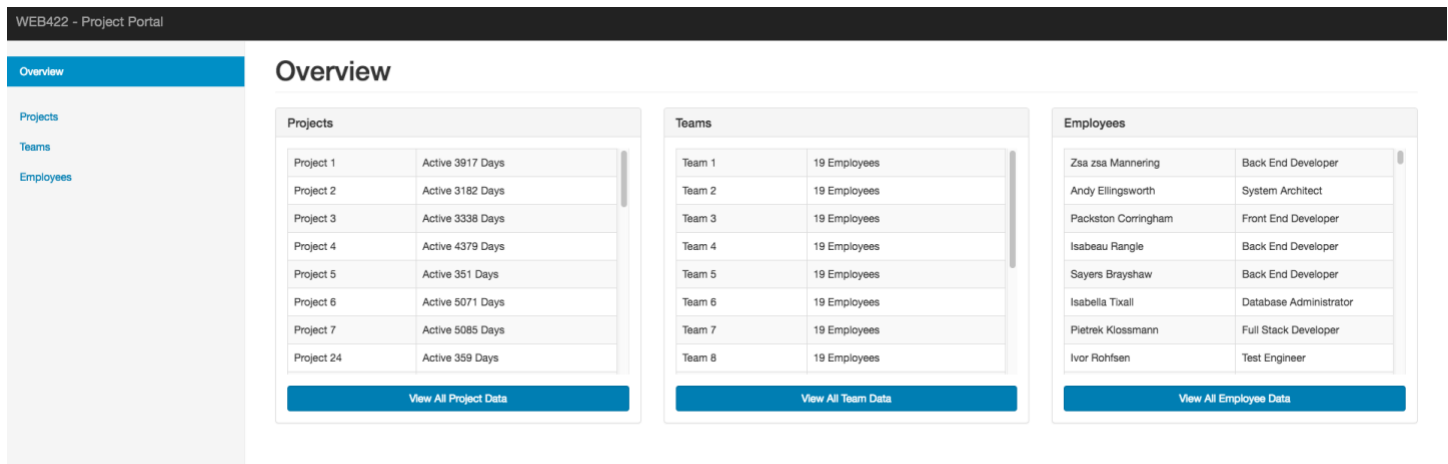 WEB422 - Project Portal
Overview
Projects
Teams
Employees
Overview
Projects
Project 1 Active 3917 Days
Project 2 Active 3182 Days
Project 3 Active 3338 Days
Project 4 Active 4379 Days
Project 5 Active 351 Days
Project 6 Active 5071 Days
Project 7 Active 5085 Days
Project 24 Active 359 Days
View All Project Data
Teams
Team 1 19 Employees
Team 2 19 Employees
Team 3 19 Employees
Team 4 19 Employees
Team 5 19 Employees
Team 6 19 Employees
Team 7 19 Employees
Team 8 19 Employees
View All Team Data
Employees
Zsa zsa Mannering Back End Developer
Andy Ellingsworth System Architect
Packston Corringham Front End Developer
Isabeau Rangle Back End Developer
Sayers Brayshaw Back End Developer
Isabella Tixall Database Administrator
Pietrek Klossmann Full Stack Developer
Ivor Rohfsen Test Engineer
View All Employee Data